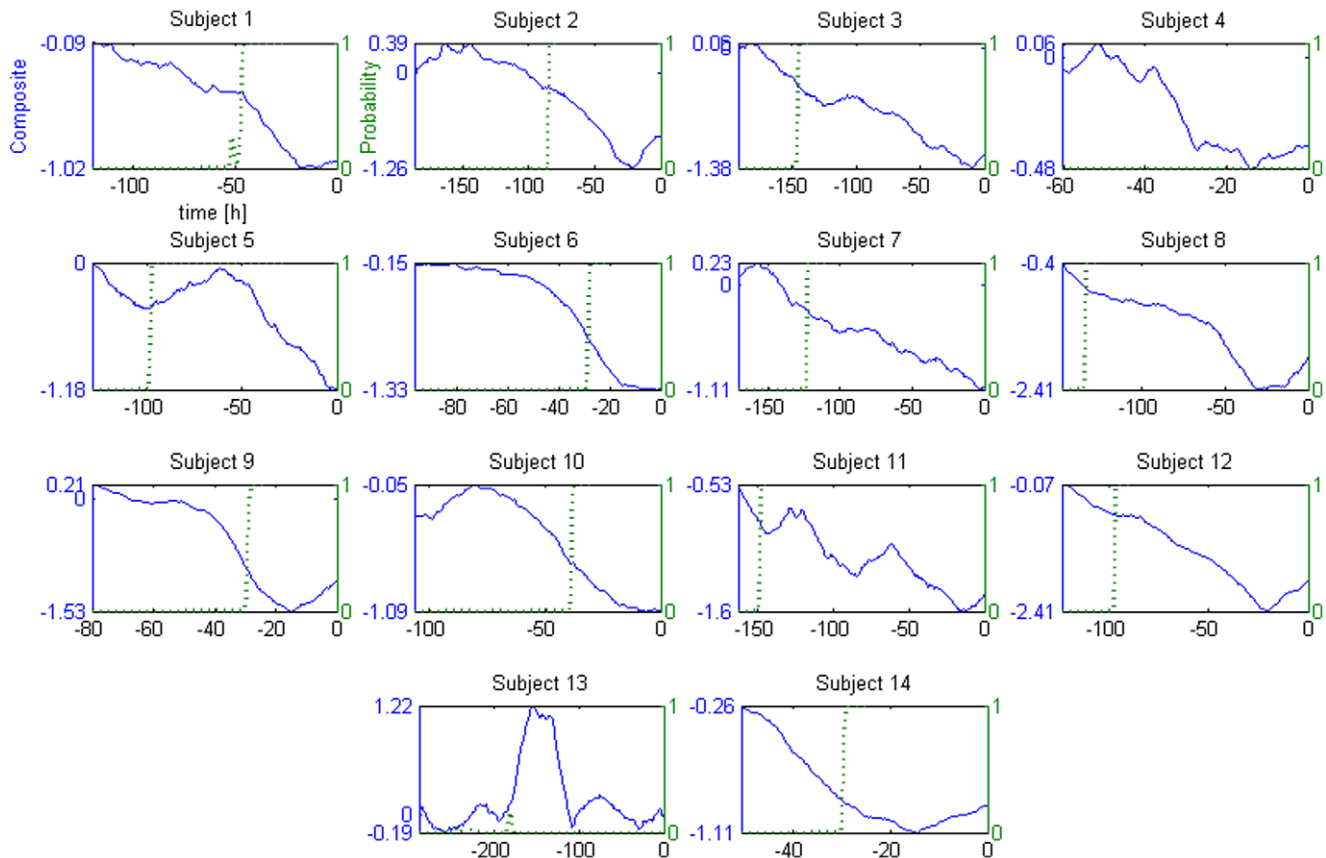 Subject 1 Subject 2 Subject 3 Subject 4
-0.09 1 0.39 1 0.06 1 0.06 1
0 0 0
Composite Probability
-1.02 0 -1.26 0 -1.38 0 -0.48 0
-100 -50 0 -150 -100 -50 0 -150 -100 -50 0 -60 -40 -20 0
time [h]
Subject 5 Subject 6 Subject 7 Subject 8
0 1 -0.15 1 0.23 1 -0.4 1
0
-1.18 0 -1.33 0 -1.11 0 -2.41 0
-100 -50 0 -80 -60 -40 -20 0 -150 -100 -50 0 -100 -50 0
Subject 9 Subject 10 Subject 11 Subject 12
0.21 1 -0.05 1 -0.53 1 -0.07 1
0
-1.53 0 -1.09 0 -1.6 0 -2.41 0
-80 -60 -40 -20 0 -100 -50 0 -150 -100 -50 0 -100 -50 0
Subject 13 Subject 14
1.22 1 -0.26 1
0
-0.19 0 -1.11 0
-200 -100 0 -40 -20 0